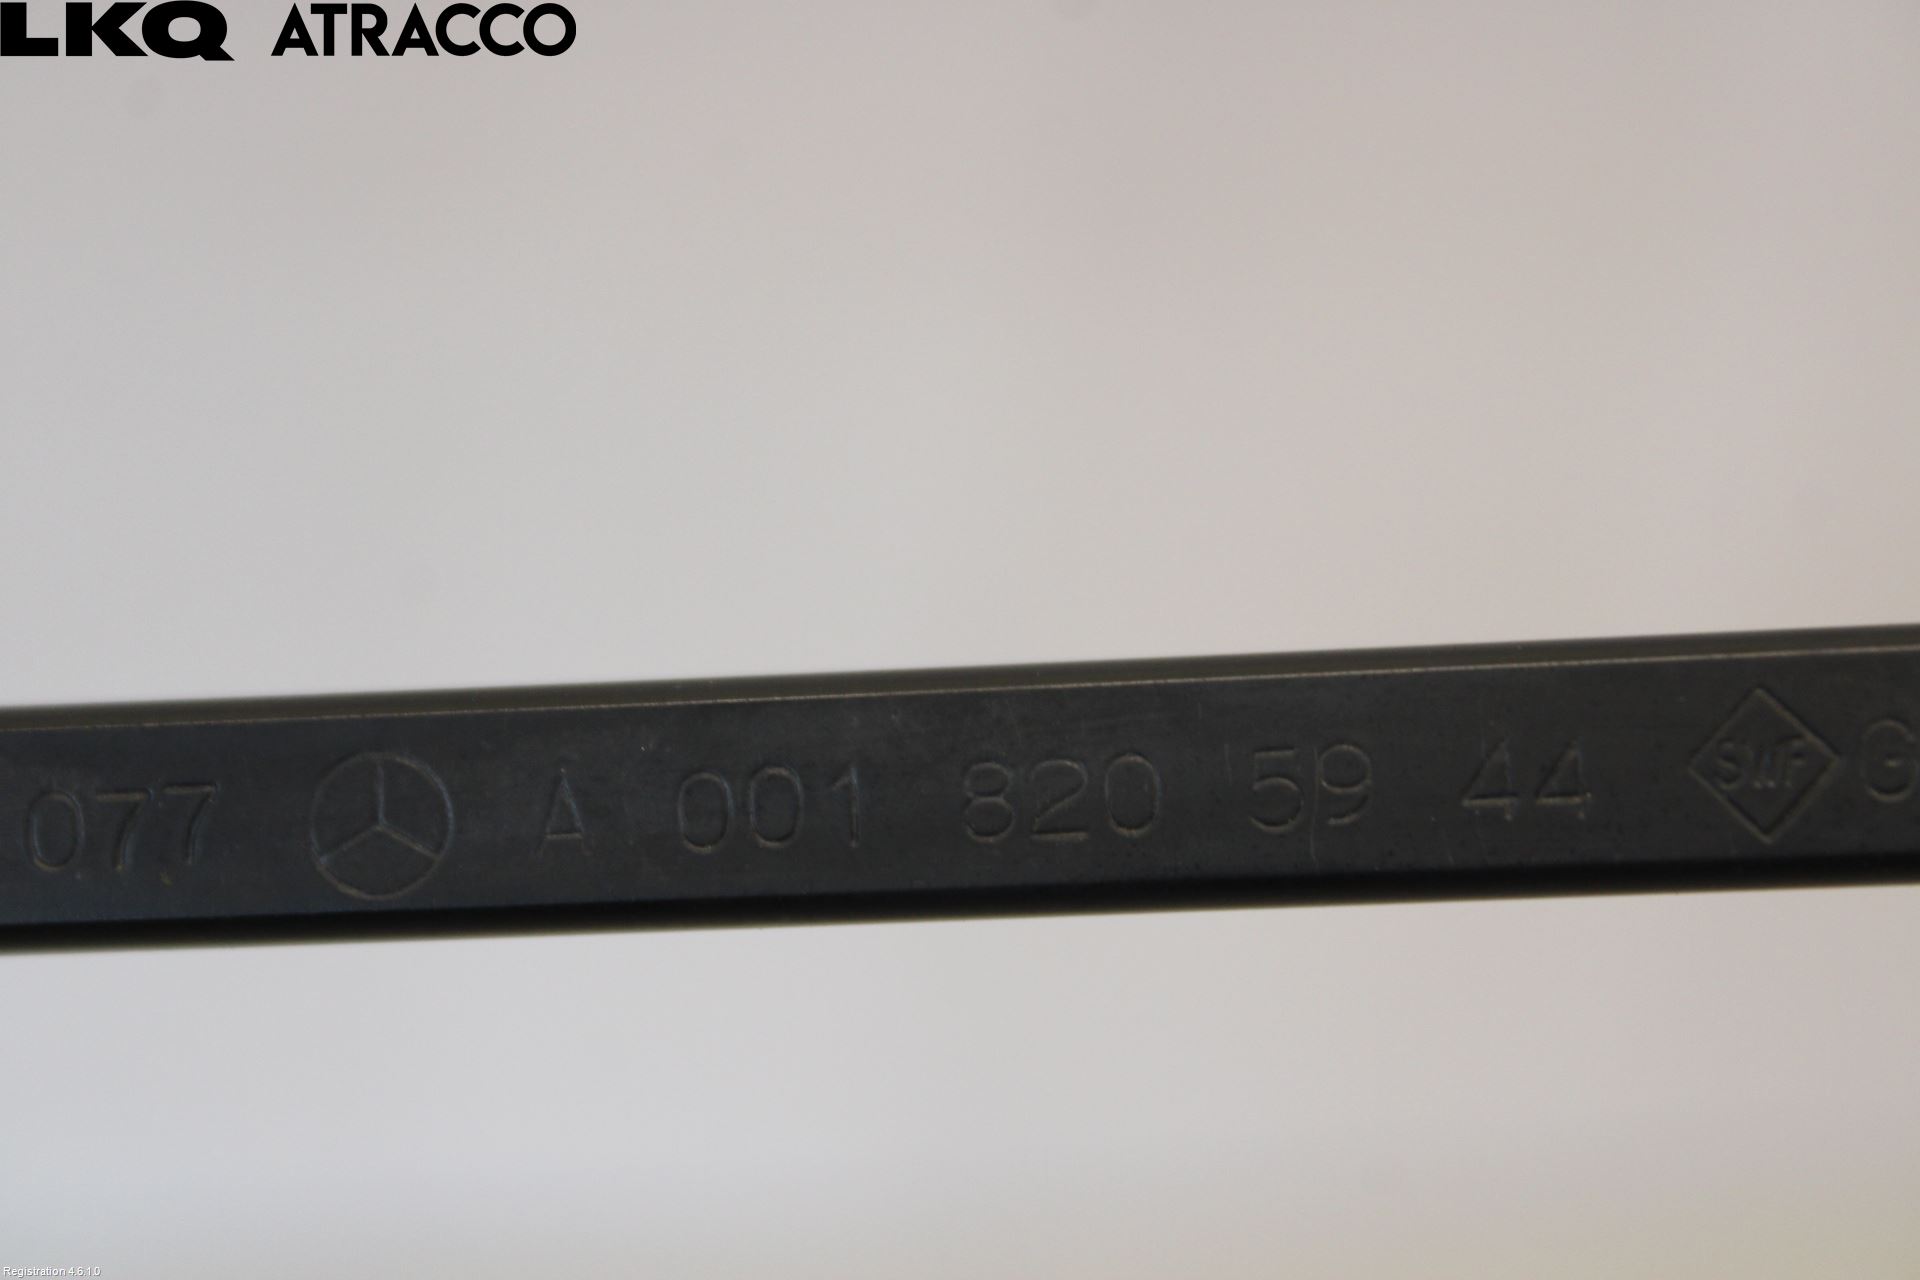 LKQ ATRACCO
077 A 001 820 59 44 SWF G
Registration 4.6.1.0